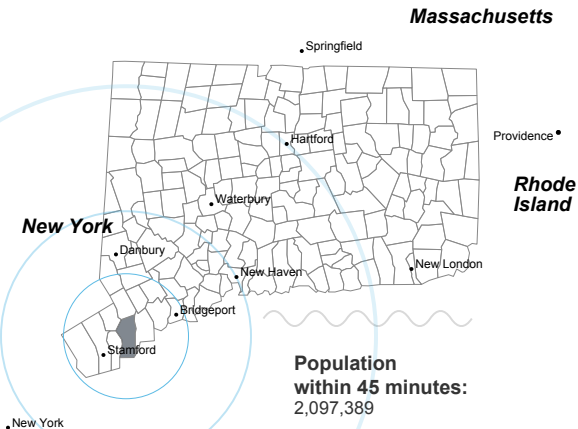 Massachusetts
Springfield
Hartford
Providence
Rhode
Island
Waterbury
New York
Danbury
New London
New Haven
Bridgeport
Stamford
Population
within 45 minutes:
2,097,389
New York